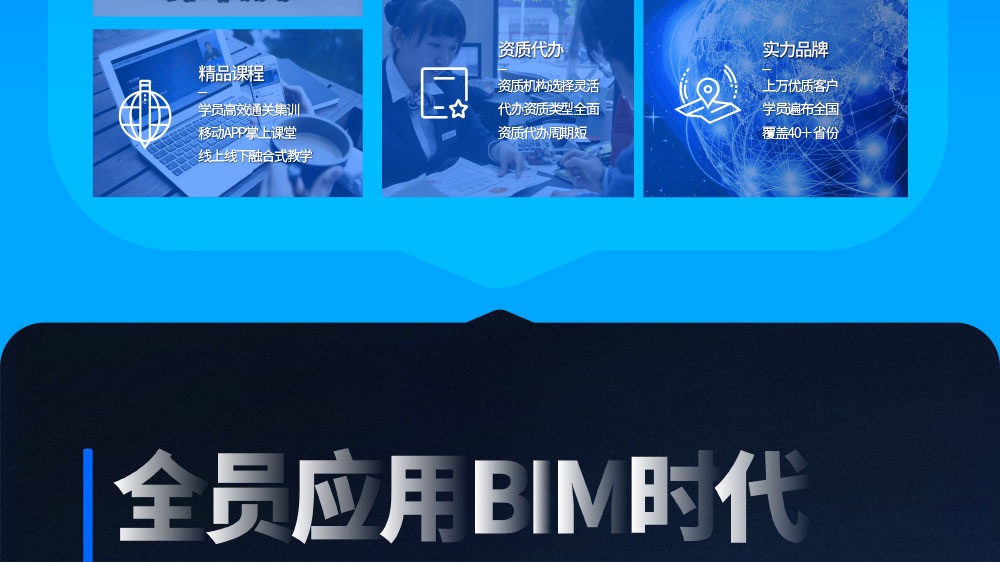 精品课程
学员高效通关集训
移动APP掌上课堂
线上线下融合式教学
资质代办
资质机构选择灵活
代办资质类型全面
资质代办周期短
实力品牌
上万优质客户
学员遍布全国
覆盖40+省份
全员应用BIM时代